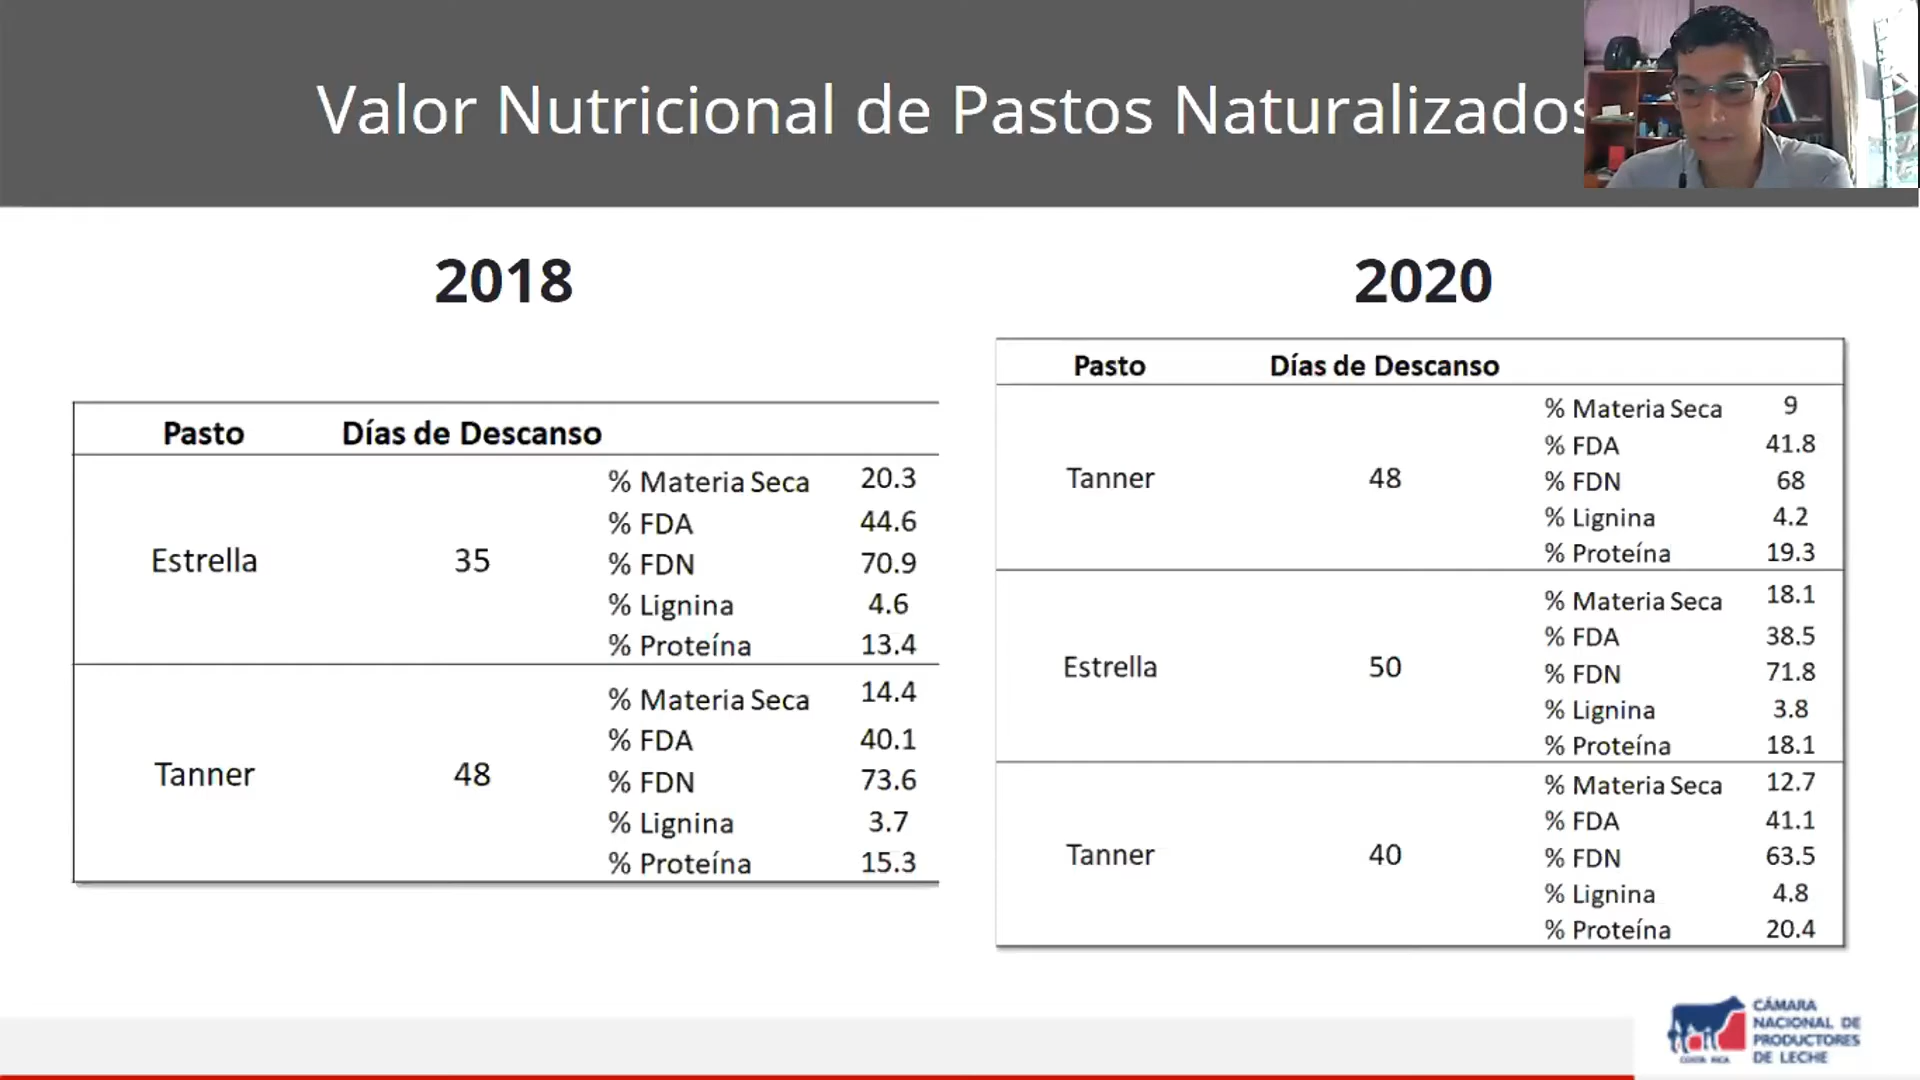 Valor Nutricional de Pastos Naturalizados
2018
Pasto Días de Descanso
Estrella 35
% Materia Seca 20.3
% FDA 44.6
% FDN 70.9
% Lignina 4.6
% Proteína 13.4
Tanner 48
% Materia Seca 14.4
% FDA 40.1
% FDN 73.6
% Lignina 3.7
% Proteína 15.3
2020
Pasto Días de Descanso
Tanner 48
% Materia Seca 9
% FDA 41.8
% FDN 68
% Lignina 4.2
% Proteína 19.3
Estrella 50
% Materia Seca 18.1
% FDA 38.5
% FDN 71.8
% Lignina 3.8
% Proteína 18.1
Tanner 40
% Materia Seca 12.7
% FDA 41.1
% FDN 63.5
% Lignina 4.8
% Proteína 20.4
CÁMARA
NACIONAL DE
PRODUCTORES
DE LECHE
COSTA RICA